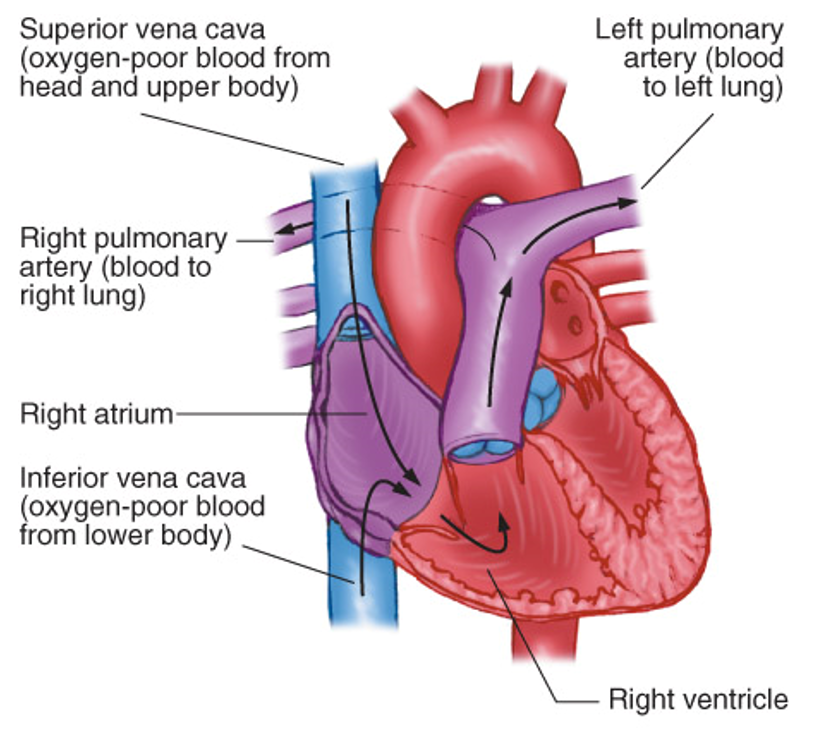 Superior vena cava
(oxygen-poor blood from
head and upper body)
Left pulmonary
artery (blood
to left lung)
Right pulmonary
artery (blood to
right lung)
Right atrium
Inferior vena cava
(oxygen-poor blood
from lower body)
Right ventricle